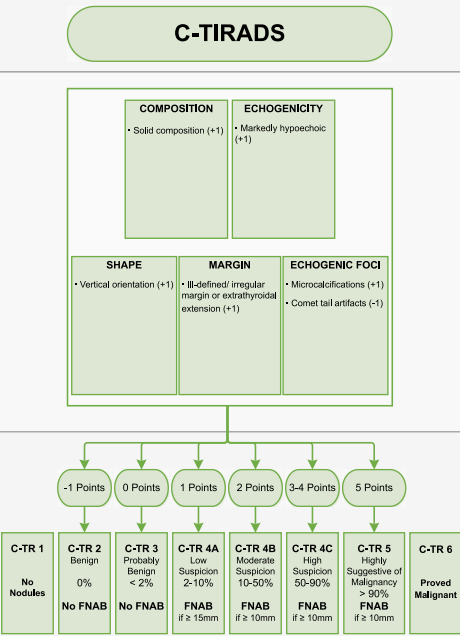 C-TIRADS
COMPOSITION
• Solid composition (+1)
ECHOGENICITY
• Markedly hypoechoic
(+1)
SHAPE
• Vertical orientation (+1)
MARGIN
• Ill-defined/ irregular
margin or extrathyroidal
extension (+1)
ECHOGENIC FOCI
• Microcalcifications (+1)
• Comet tail artifacts (-1)
-1 Points
0 Points
1 Points
2 Points
3-4 Points
5 Points
C-TR 1
No
Nodules
C-TR 2
Benign
0%
No FNAB
C-TR 3
Probably
Benign
< 2%
No FNAB
C-TR 4A
Low
Suspicion
2-10%
FNAB
if ≥ 15mm
C-TR 4B
Moderate
Suspicion
10-50%
FNAB
if ≥ 10mm
C-TR 4C
High
Suspicion
50-90%
FNAB
if ≥ 10mm
C-TR 5
Highly
Suggestive of
Malignancy
> 90%
FNAB
if ≥ 10mm
C-TR 6
Proved
Malignant